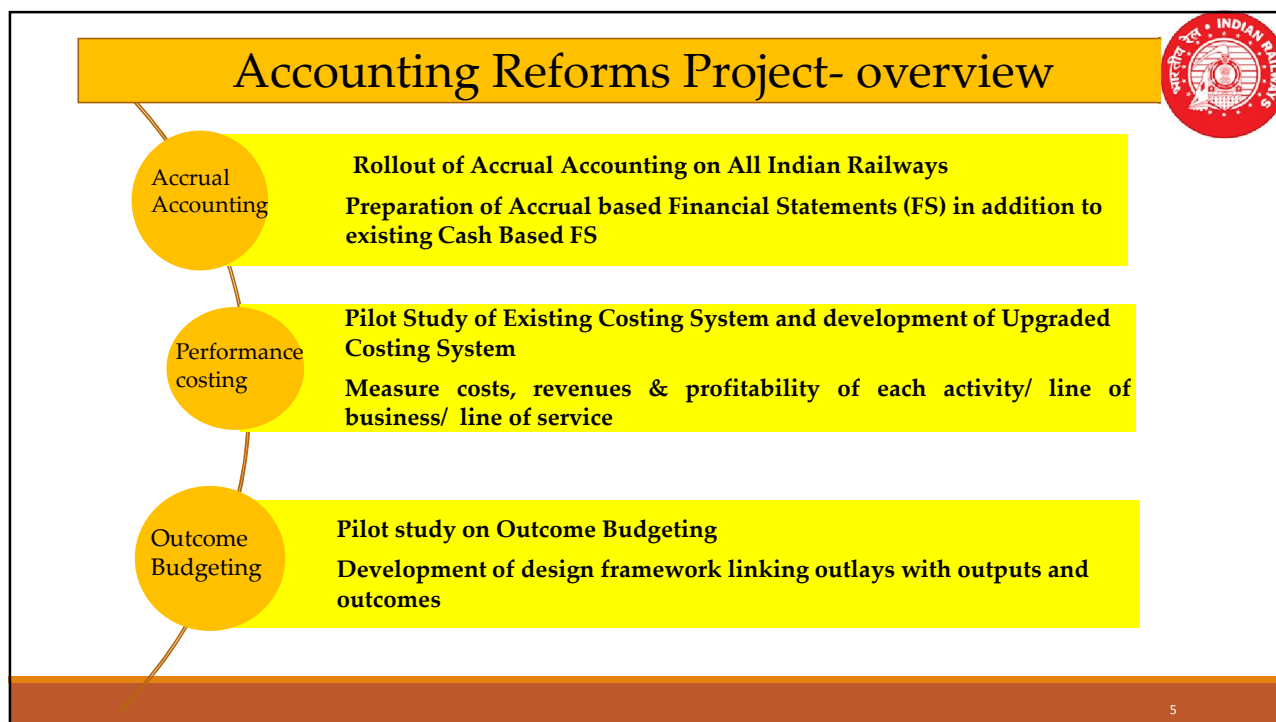 Accounting Reforms Project- overview
भारतीय रेल
INDIAN RAILWAYS
Accrual
Accounting
Rollout of Accrual Accounting on All Indian Railways
Preparation of Accrual based Financial Statements (FS) in addition to
existing Cash Based FS
Performance
costing
Pilot Study of Existing Costing System and development of Upgraded
Costing System
Measure costs, revenues & profitability of each activity/ line of
business/ line of service
Outcome
Budgeting
Pilot study on Outcome Budgeting
Development of design framework linking outlays with outputs and
outcomes
5